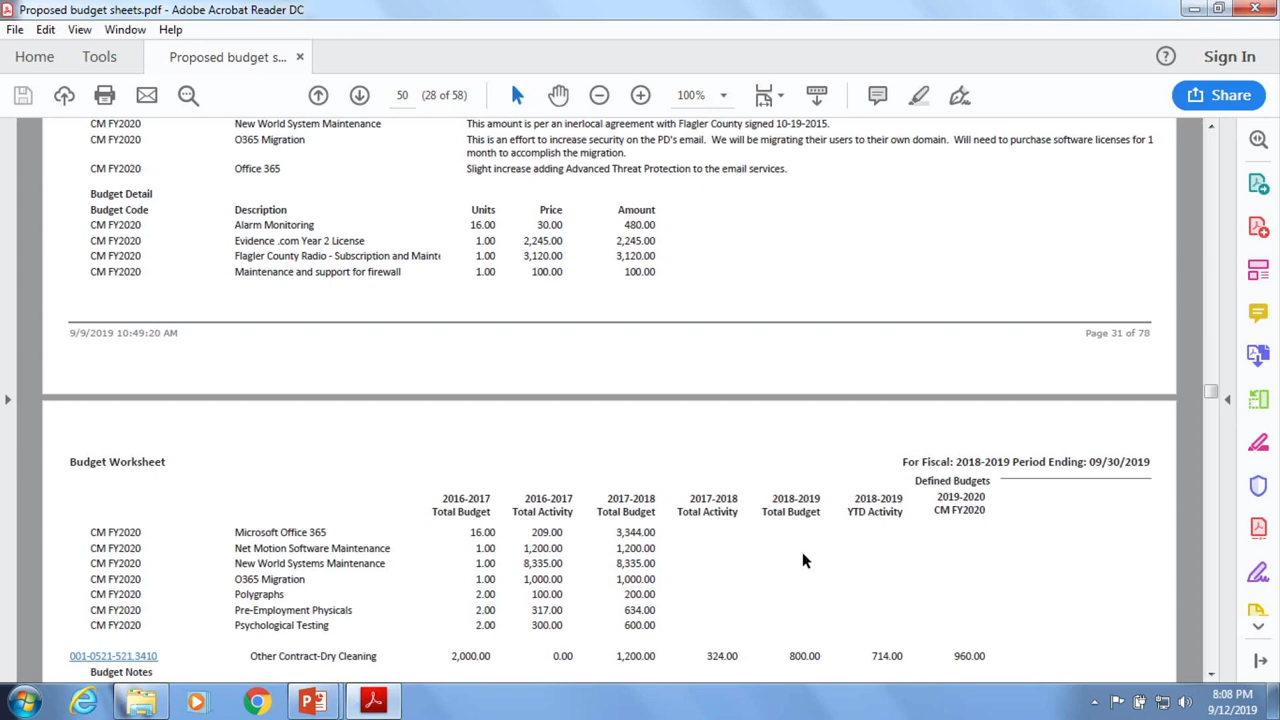 Proposed budget sheets.pdf - Adobe Acrobat Reader DC
File Edit View Window Help
Home Tools Proposed budget s... × Sign In
50 (28 of 58) 100% Share
CM FY2020 New World System Maintenance This amount is per an inerlocal agreement with Flagler County signed 10-19-2015.
CM FY2020 O365 Migration This is an effort to increase security on the PD's email. We will be migrating their users to their own domain. Will need to purchase software licenses for 1
month to accomplish the migration.
CM FY2020 Office 365 Slight increase adding Advanced Threat Protection to the email services.
Budget Detail
Budget Code Description Units Price Amount
CM FY2020 Alarm Monitoring 16.00 30.00 480.00
CM FY2020 Evidence .com Year 2 License 1.00 2,245.00 2,245.00
CM FY2020 Flagler County Radio - Subscription and Mainte 1.00 3,120.00 3,120.00
CM FY2020 Maintenance and support for firewall 1.00 100.00 100.00
9/9/2019 10:49:20 AM Page 31 of 78
Budget Worksheet For Fiscal: 2018-2019 Period Ending: 09/30/2019
Defined Budgets
2016-2017 2016-2017 2017-2018 2017-2018 2018-2019 2018-2019 2019-2020
Total Budget Total Activity Total Budget Total Activity Total Budget YTD Activity CM FY2020
CM FY2020 Microsoft Office 365 16.00 209.00 3,344.00
CM FY2020 Net Motion Software Maintenance 1.00 1,200.00 1,200.00
CM FY2020 New World Systems Maintenance 1.00 8,335.00 8,335.00
CM FY2020 O365 Migration 1.00 1,000.00 1,000.00
CM FY2020 Polygraphs 2.00 100.00 200.00
CM FY2020 Pre-Employment Physicals 2.00 317.00 634.00
CM FY2020 Psychological Testing 2.00 300.00 600.00
001-0521-521.3410 Other Contract-Dry Cleaning 2,000.00 0.00 1,200.00 324.00 800.00 714.00 960.00
Budget Notes
8:08 PM
9/12/2019